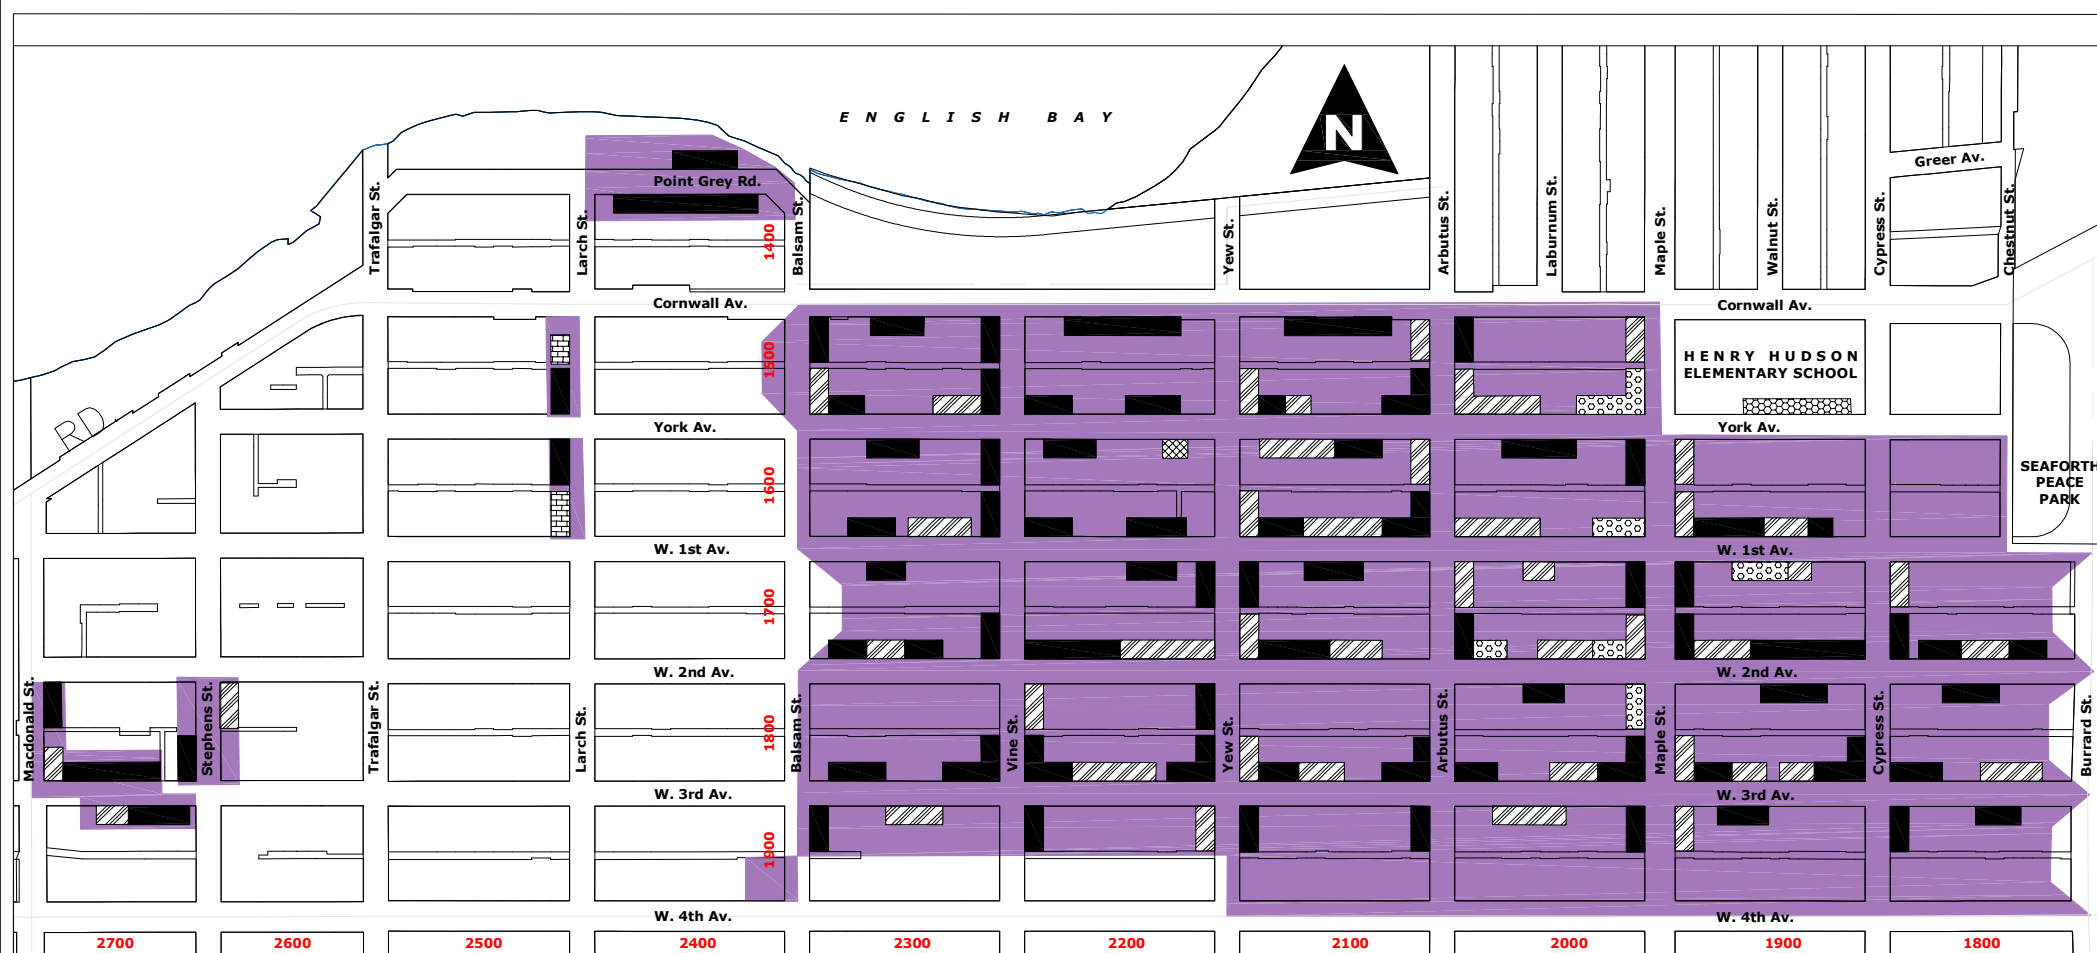 E N G L I S H   B A Y
N
Greer Av.
Point Grey Rd.
Trafalgar St.
Larch St.
1400
Balsam St.
Yew St.
Arbutus St.
Laburnum St.
Maple St.
Walnut St.
Cypress St.
Chestnut St.
Cornwall Av.
Cornwall Av.
1500
HENRY HUDSON
ELEMENTARY SCHOOL
RD
York Av.
York Av.
1600
SEAFORTH
PEACE
PARK
W. 1st Av.
W. 1st Av.
1700
W. 2nd Av.
W. 2nd Av.
Macdonald St.
Stephens St.
Trafalgar St.
Larch St.
1800
Balsam St.
Vine St.
Yew St.
Arbutus St.
Maple St.
Cypress St.
Burrard St.
W. 3rd Av.
W. 3rd Av.
1900
W. 4th Av.
W. 4th Av.
2700
2600
2500
2400
2300
2200
2100
2000
1900
1800